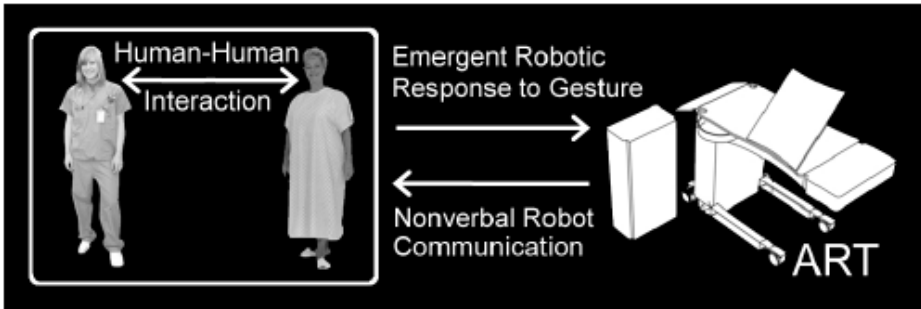 Human-Human
Interaction
Emergent Robotic
Response to Gesture
Nonverbal Robot
Communication
ART